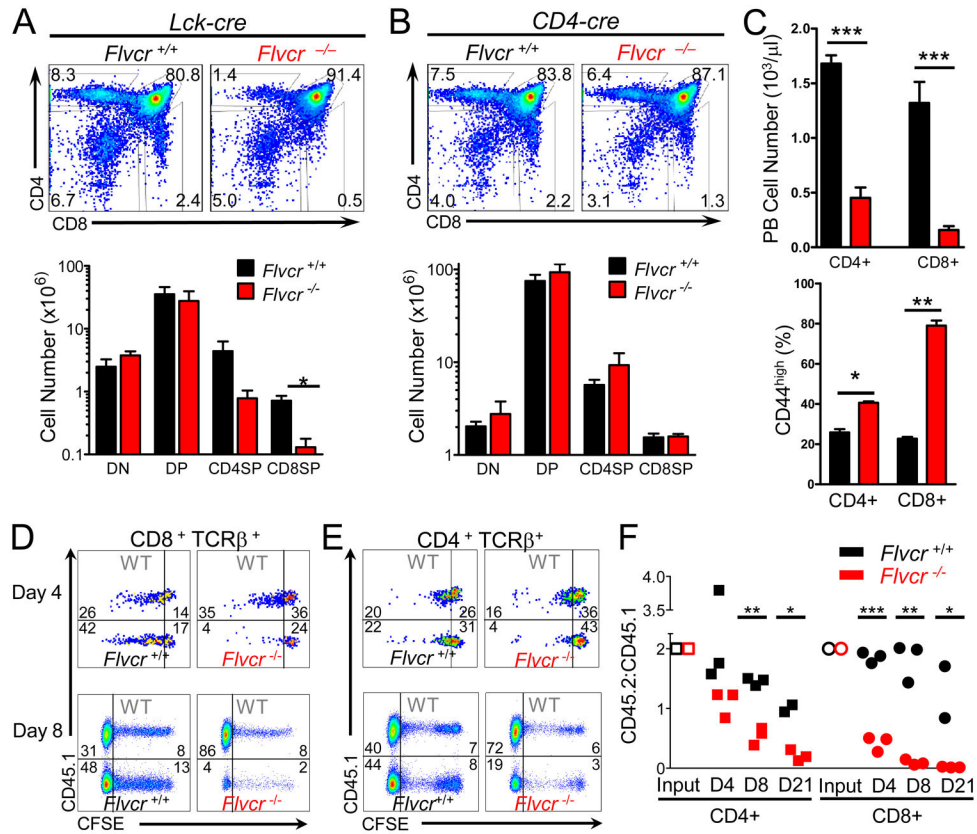 A
Lck-cre
Flvcr +/+
Flvcr −/−
8.3 80.8
6.7 2.4
1.4 91.4
5.0 0.5
CD4
CD8
Cell Number (x10⁶)
100
10
1
0.1
DN DP CD4SP CD8SP
Flvcr +/+
Flvcr -/-
*
B
CD4-cre
Flvcr +/+
Flvcr −/−
7.5 83.8
4.0 2.2
6.4 87.1
3.1 1.3
CD4
CD8
Cell Number (x10⁶)
100
10
1
DN DP CD4SP CD8SP
Flvcr +/+
Flvcr -/-
C
PB Cell Number (10³/µl)
2.0
1.5
1.0
0.5
0.0
***
***
CD4+ CD8+
CD44high (%)
100
80
60
40
20
0
*
**
CD4+ CD8+
D
CD8 + TCRβ +
Day 4
WT WT
26 14 35 36
42 17 4 24
Flvcr +/+ Flvcr -/-
Day 8
WT WT
31 8 86 8
48 13 4 2
Flvcr +/+ Flvcr -/-
CD45.1
CFSE
E
CD4 + TCRβ+
WT WT
20 26 16 36
22 31 4 43
Flvcr +/+ Flvcr -/-
WT WT
40 7 72 6
44 8 19 3
Flvcr +/+ Flvcr -/-
CD45.1
CFSE
F
Flvcr +/+
Flvcr -/-
CD45.2:CD45.1
4.0
3.5
2
1
0
** * *** ** *
Input D4 D8 D21 Input D4 D8 D21
CD4+ CD8+